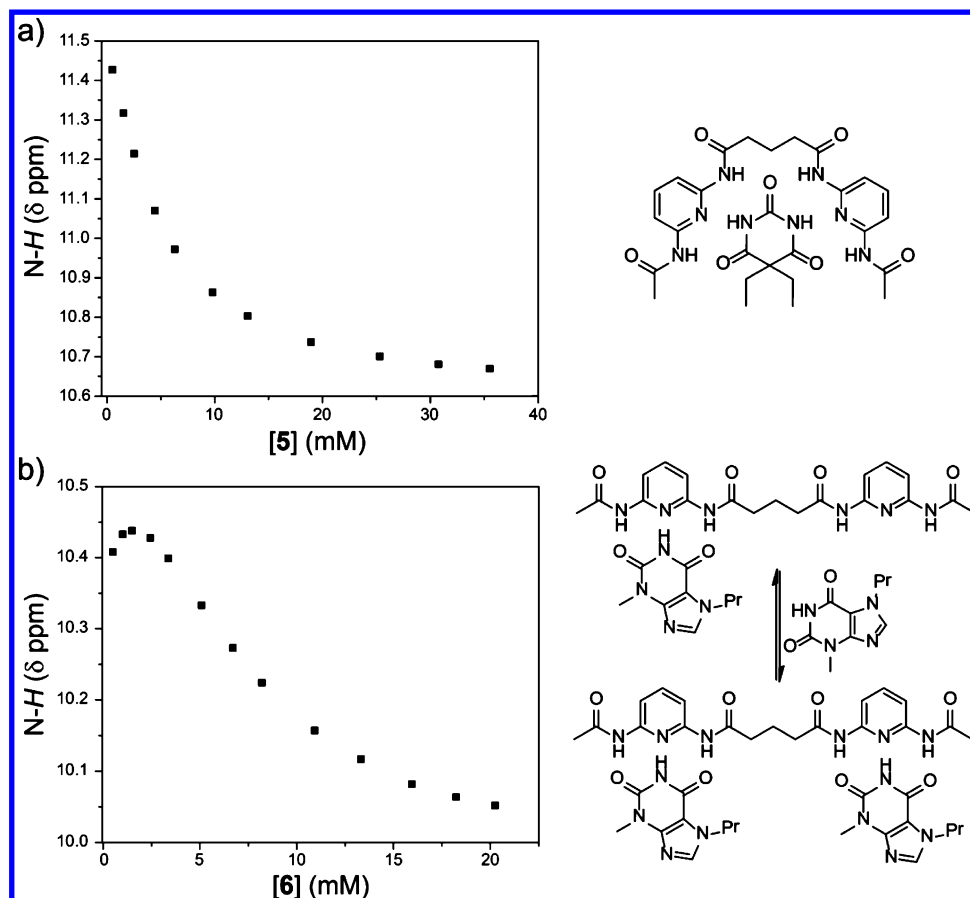 a)
11.5
11.4
11.3
11.2
11.1
11.0
10.9
10.8
10.7
10.6
N-H (δ ppm)
0 10 20 30 40
[5] (mM)
O O
NH HN
O
N HN NH N
NH O O HN
O O
b)
10.5
10.4
10.3
10.2
10.1
10.0
N-H (δ ppm)
0 5 10 15 20
[6] (mM)
O O O O
N N N N N N
H H H H
H
O N O
N
N Pr
N
O Pr
HN N
O N N
O O O O
N N N N N N
H H H H
H H
O N O O N O
N N
N Pr N Pr
N N